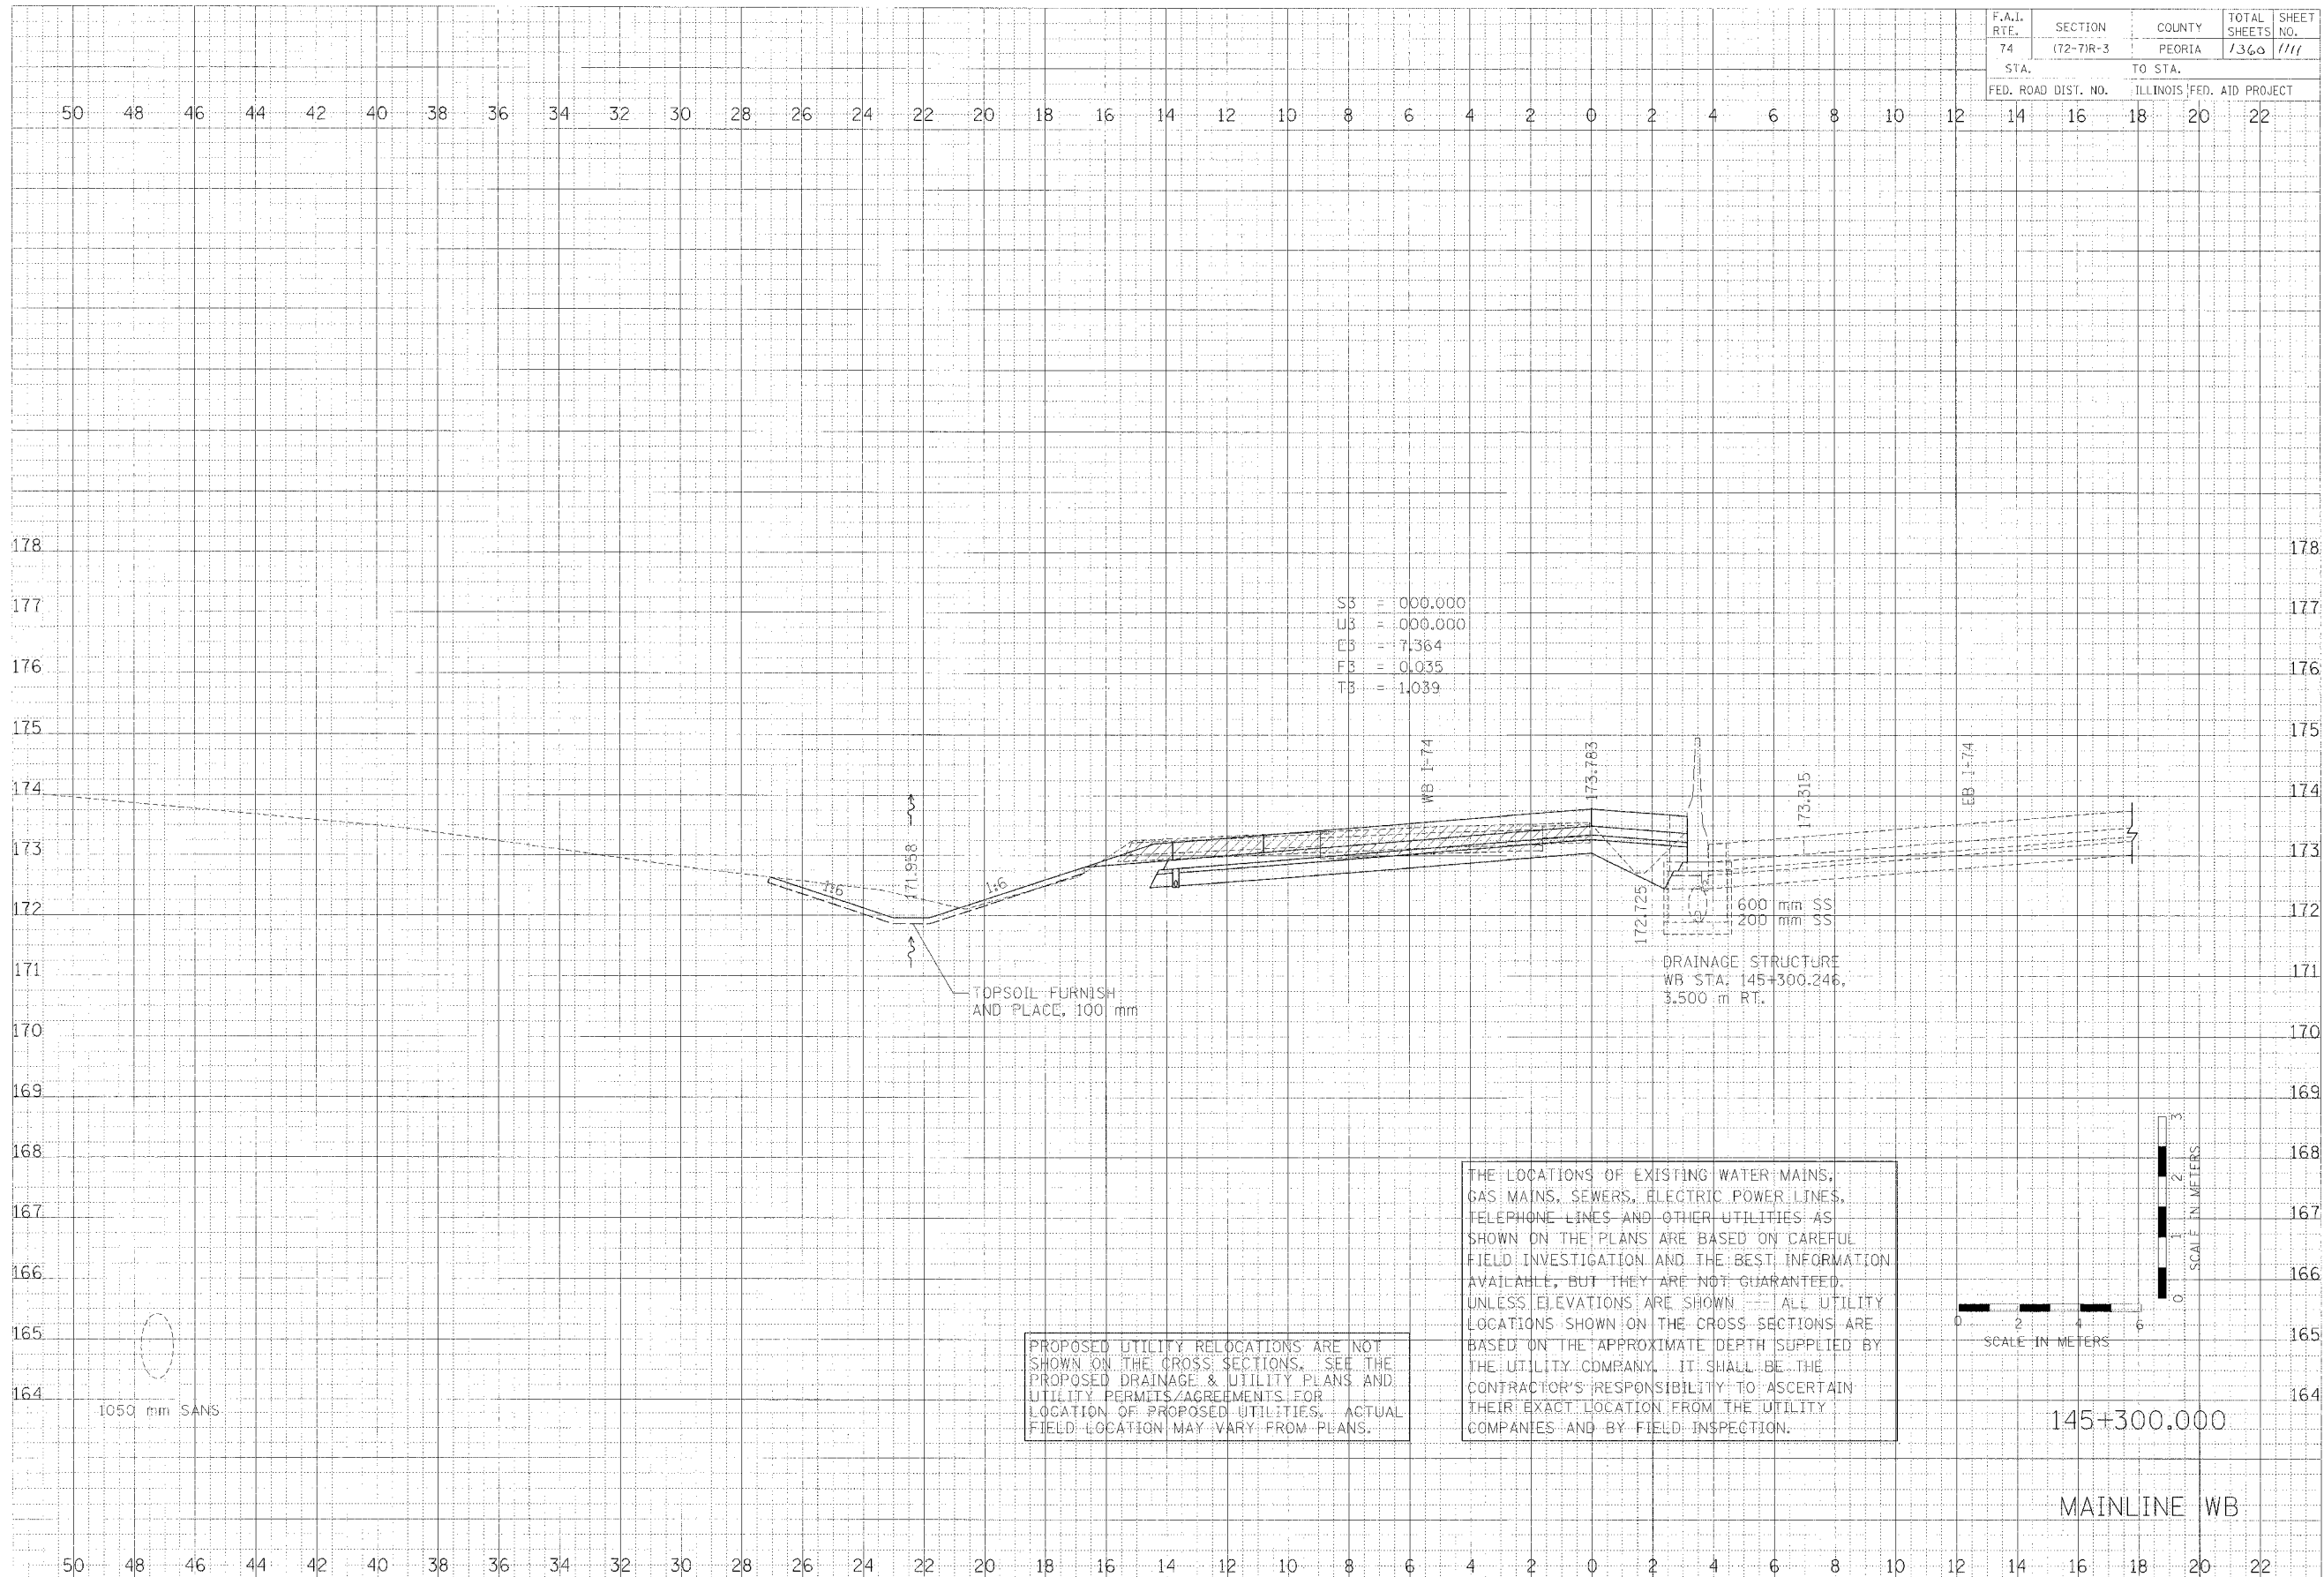 F.A.I. RTE. SECTION COUNTY TOTAL SHEETS SHEET NO.
74 (72-7)R-3 PEORIA 1360 1111
STA. TO STA.
FED. ROAD DIST. NO. ILLINOIS FED. AID PROJECT
50 48 46 44 42 40 38 36 34 32 30 28 26 24 22 20 18 16 14 12 10 8 6 4 2 0 2 4 6 8 10 12 14 16 18 20 22
178 178
177 177
S3 = 000.000
U3 = 000.000
E3 = 7.364
F3 = 0.035
T3 = 1.039
176 176
175 175
WB I-74
173.783
173.315
EB I-74
174 174
173 173
171.958
1:6
1:6
172 172
172.725
600 mm SS
200 mm SS
171 171
DRAINAGE STRUCTURE
WB STA. 145+300.246,
3.500 m RT.
TOPSOIL FURNISH
AND PLACE, 100 mm
170 170
169 169
168 168
167 167
166 166
165 165
164 164
1050 mm SANS
PROPOSED UTILITY RELOCATIONS ARE NOT
SHOWN ON THE CROSS SECTIONS. SEE THE
PROPOSED DRAINAGE & UTILITY PLANS AND
UTILITY PERMITS/AGREEMENTS FOR
LOCATION OF PROPOSED UTILITIES. ACTUAL
FIELD LOCATION MAY VARY FROM PLANS.
THE LOCATIONS OF EXISTING WATER MAINS,
GAS MAINS, SEWERS, ELECTRIC POWER LINES,
TELEPHONE LINES AND OTHER UTILITIES AS
SHOWN ON THE PLANS ARE BASED ON CAREFUL
FIELD INVESTIGATION AND THE BEST INFORMATION
AVAILABLE, BUT THEY ARE NOT GUARANTEED.
UNLESS ELEVATIONS ARE SHOWN --- ALL UTILITY
LOCATIONS SHOWN ON THE CROSS SECTIONS ARE
BASED ON THE APPROXIMATE DEPTH SUPPLIED BY
THE UTILITY COMPANY. IT SHALL BE THE
CONTRACTOR'S RESPONSIBILITY TO ASCERTAIN
THEIR EXACT LOCATION FROM THE UTILITY
COMPANIES AND BY FIELD INSPECTION.
0 1 2 3
SCALE IN METERS
0 2 4 6
SCALE IN METERS
145+300.000
MAINLINE WB
50 48 46 44 42 40 38 36 34 32 30 28 26 24 22 20 18 16 14 12 10 8 6 4 2 0 2 4 6 8 10 12 14 16 18 20 22